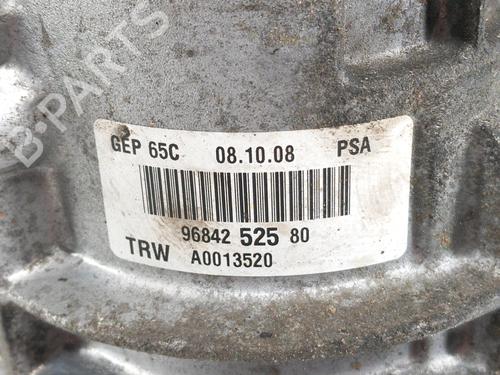 B-PARTS
GEP 65C 08.10.08 PSA
96842 525 80
TRW A0013520